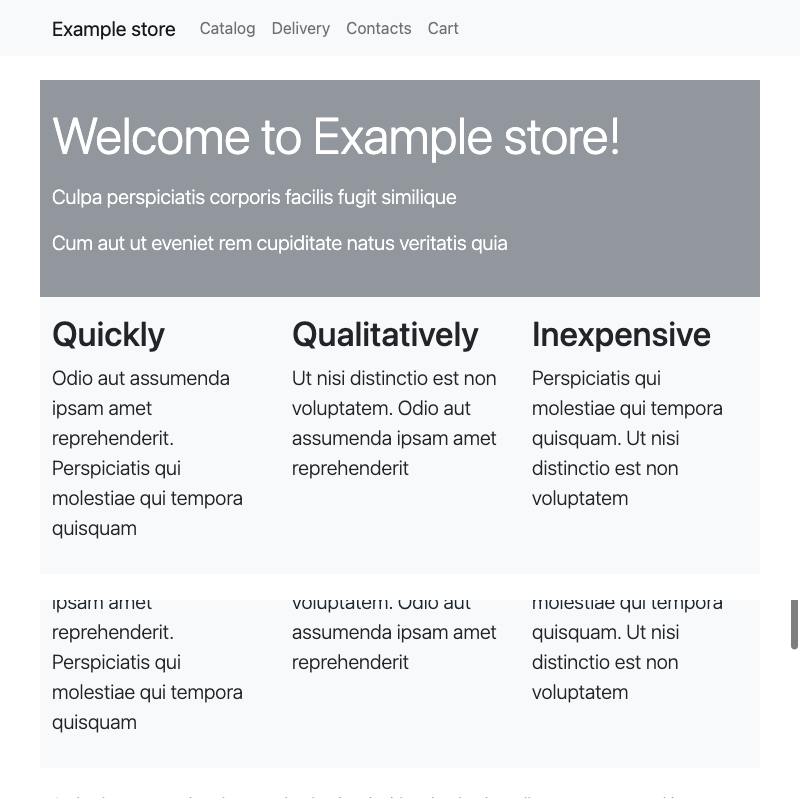 Example store Catalog Delivery Contacts Cart
Welcome to Example store!
Culpa perspiciatis corporis facilis fugit similique
Cum aut ut eveniet rem cupiditate natus veritatis quia
Quickly
Odio aut assumenda
ipsam amet
reprehenderit.
Perspiciatis qui
molestiae qui tempora
quisquam
Qualitatively
Ut nisi distinctio est non
voluptatem. Odio aut
assumenda ipsam amet
reprehenderit
Inexpensive
Perspiciatis qui
molestiae qui tempora
quisquam. Ut nisi
distinctio est non
voluptatem
ipsam amet
reprehenderit.
Perspiciatis qui
molestiae qui tempora
quisquam
voluptatem. Odio aut
assumenda ipsam amet
reprehenderit
molestiae qui tempora
quisquam. Ut nisi
distinctio est non
voluptatem